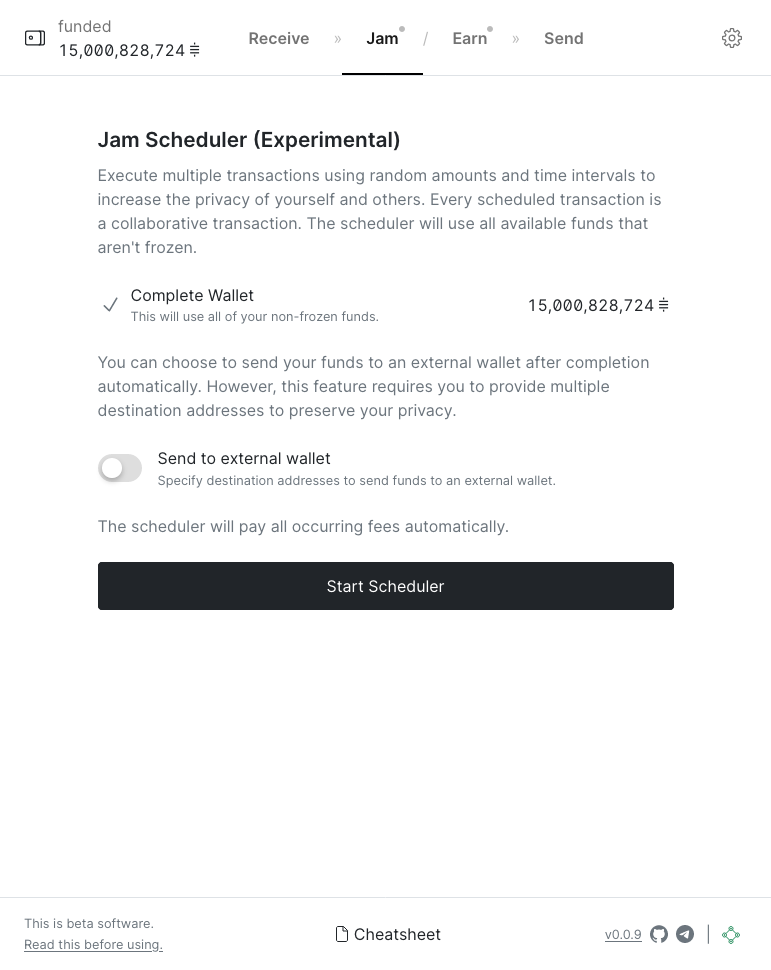 funded
15,000,828,724
Receive » Jam / Earn » Send
Jam Scheduler (Experimental)
Execute multiple transactions using random amounts and time intervals to
increase the privacy of yourself and others. Every scheduled transaction is
a collaborative transaction. The scheduler will use all available funds that
aren't frozen.
Complete Wallet
15,000,828,724
This will use all of your non-frozen funds.
You can choose to send your funds to an external wallet after completion
automatically. However, this feature requires you to provide multiple
destination addresses to preserve your privacy.
Send to external wallet
Specify destination addresses to send funds to an external wallet.
The scheduler will pay all occurring fees automatically.
Start Scheduler
This is beta software.
Read this before using.
Cheatsheet
v0.0.9